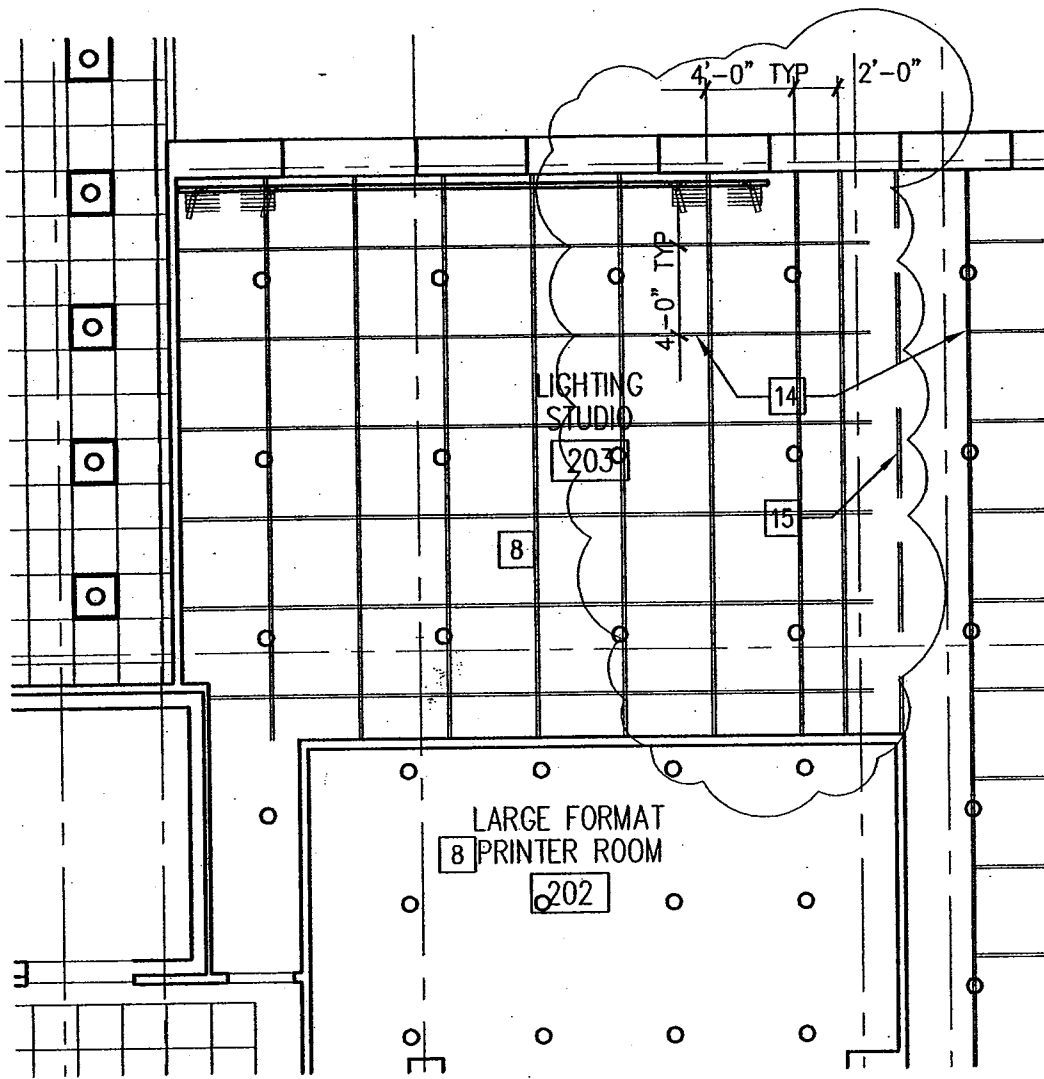 4'-0" TYP
2'-0"
4'-0" TYP
14
LIGHTING
STUDIO
203
15
8
LARGE FORMAT
8 PRINTER ROOM
202